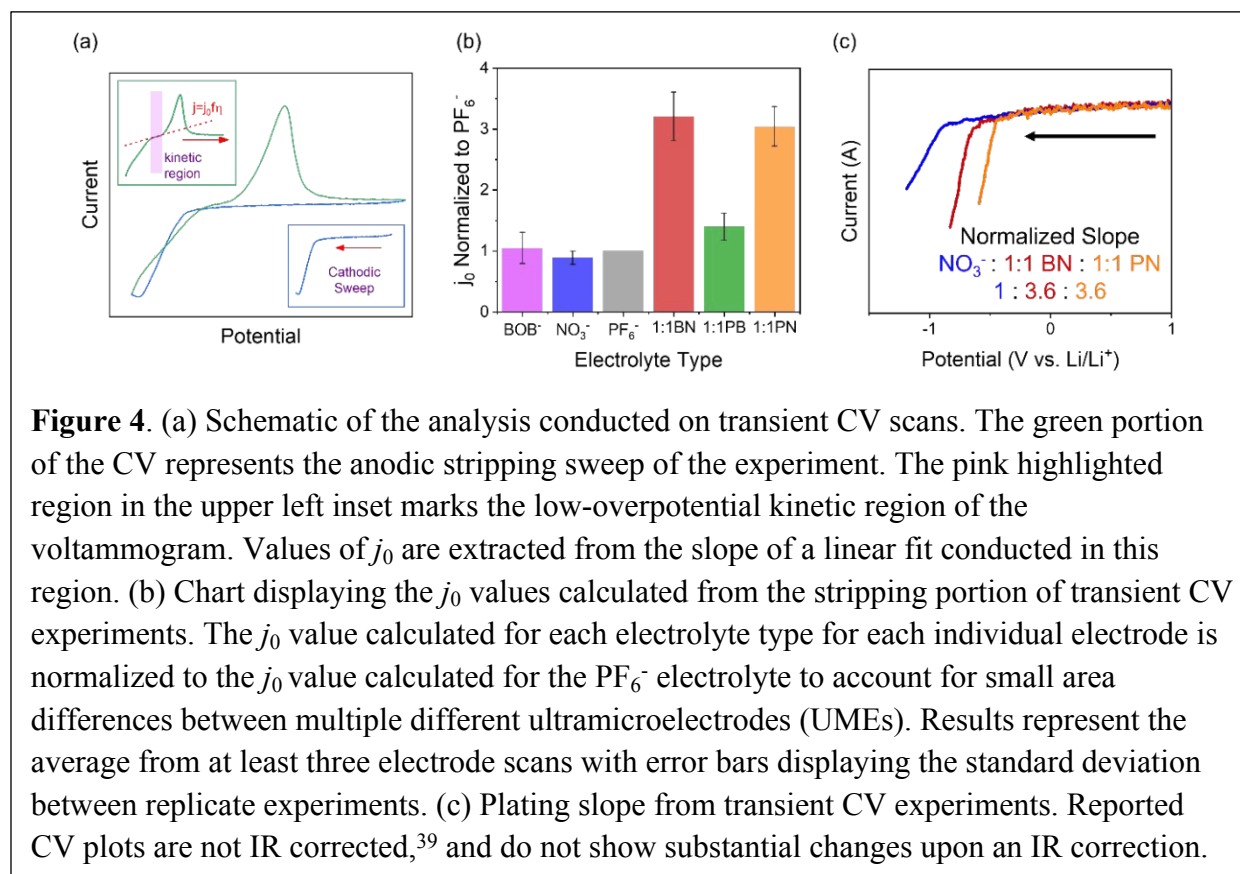 (a)
j=j₀fη
kinetic
region
Cathodic
Sweep
Current
Potential
(b)
j₀ Normalized to PF₆⁻
4
3
2
1
0
BOB⁻ NO₃⁻ PF₆⁻ 1:1BN 1:1PB 1:1PN
Electrolyte Type
(c)
Current (A)
Normalized Slope
NO₃⁻ : 1:1 BN : 1:1 PN
1 : 3.6 : 3.6
-1 0 1
Potential (V vs. Li/Li⁺)
Figure 4. (a) Schematic of the analysis conducted on transient CV scans. The green portion
of the CV represents the anodic stripping sweep of the experiment. The pink highlighted
region in the upper left inset marks the low-overpotential kinetic region of the
voltammogram. Values of j₀ are extracted from the slope of a linear fit conducted in this
region. (b) Chart displaying the j₀ values calculated from the stripping portion of transient CV
experiments. The j₀ value calculated for each electrolyte type for each individual electrode is
normalized to the j₀ value calculated for the PF₆⁻ electrolyte to account for small area
differences between multiple different ultramicroelectrodes (UMEs). Results represent the
average from at least three electrode scans with error bars displaying the standard deviation
between replicate experiments. (c) Plating slope from transient CV experiments. Reported
CV plots are not IR corrected,³⁹ and do not show substantial changes upon an IR correction.